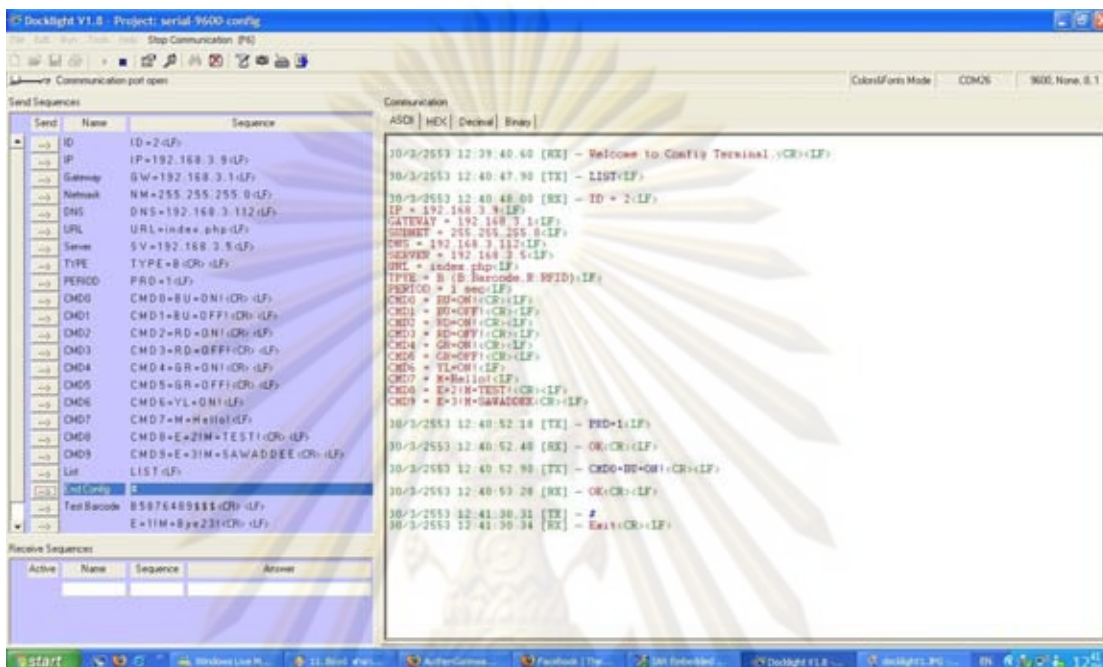 Docklight V1.8 - Project: serial-9600-config
File Edit Run Tools Help Stop Communication (F6)
Communication port open
Colors&Fonts Mode COM26 9600, None, 8, 1
Send Sequences
Send Name Sequence
ID ID=2<LF>
IP IP=192.168.3.9<LF>
Gateway GW=192.168.3.1<LF>
Netmask NM=255.255.255.0<LF>
DNS DNS=192.168.3.112<LF>
URL URL=index.php<LF>
Server SV=192.168.3.5<LF>
TYPE TYPE=B<CR><LF>
PERIOD PRD=1<LF>
CMD0 CMD0=BU=ON!<CR><LF>
CMD1 CMD1=BU=OFF!<CR><LF>
CMD2 CMD2=RD=ON!<CR><LF>
CMD3 CMD3=RD=OFF!<CR><LF>
CMD4 CMD4=GR=ON!<CR><LF>
CMD5 CMD5=GR=OFF!<CR><LF>
CMD6 CMD6=YL=ON!<LF>
CMD7 CMD7=M=Hello!<LF>
CMD8 CMD8=E=2!M=TEST!<CR><LF>
CMD9 CMD9=E=3!M=SAWADDEE<CR><LF>
List LIST<LF>
End Config #
Test Barcode B5876489$$$<CR><LF>
E=1!M=Bye23!<CR><LF>
Receive Sequences
Active Name Sequence Answer
Communication
ASCII HEX Decimal Binary
30/3/2553 12:39:40.60 [RX] - Welcome to Config Terminal.<CR><LF>
30/3/2553 12:40:47.90 [TX] - LIST<LF>
30/3/2553 12:40:48.00 [RX] - ID = 2<LF>
IP = 192.168.3.9<LF>
GATEWAY = 192.168.3.1<LF>
SUBNET = 255.255.255.0<LF>
DNS = 192.168.3.112<LF>
SERVER = 192.168.3.5<LF>
URL = index.php<LF>
TPYE = B (B:Barcode,R:RFID)<LF>
PERIOD = 1 sec<LF>
CMD0 = BU=ON!<CR><LF>
CMD1 = BU=OFF!<CR><LF>
CMD2 = RD=ON!<CR><LF>
CMD3 = RD=OFF!<CR><LF>
CMD4 = GR=ON!<CR><LF>
CMD5 = GR=OFF!<CR><LF>
CMD6 = YL=ON!<LF>
CMD7 = M=Hello!<LF>
CMD8 = E=2!M=TEST!<CR><LF>
CMD9 = E=3!M=SAWADDEE<CR><LF>
30/3/2553 12:40:52.18 [TX] - PRD=1<LF>
30/3/2553 12:40:52.48 [RX] - OK<CR><LF>
30/3/2553 12:40:52.90 [TX] - CMD0=BU=ON!<CR><LF>
30/3/2553 12:40:53.28 [RX] - OK<CR><LF>
30/3/2553 12:41:30.31 [TX] - #
30/3/2553 12:41:30.34 [RX] - Exit<CR><LF>
start Windows Live M... Facebook | The... Docklight V1.8 - ... EN 12:41